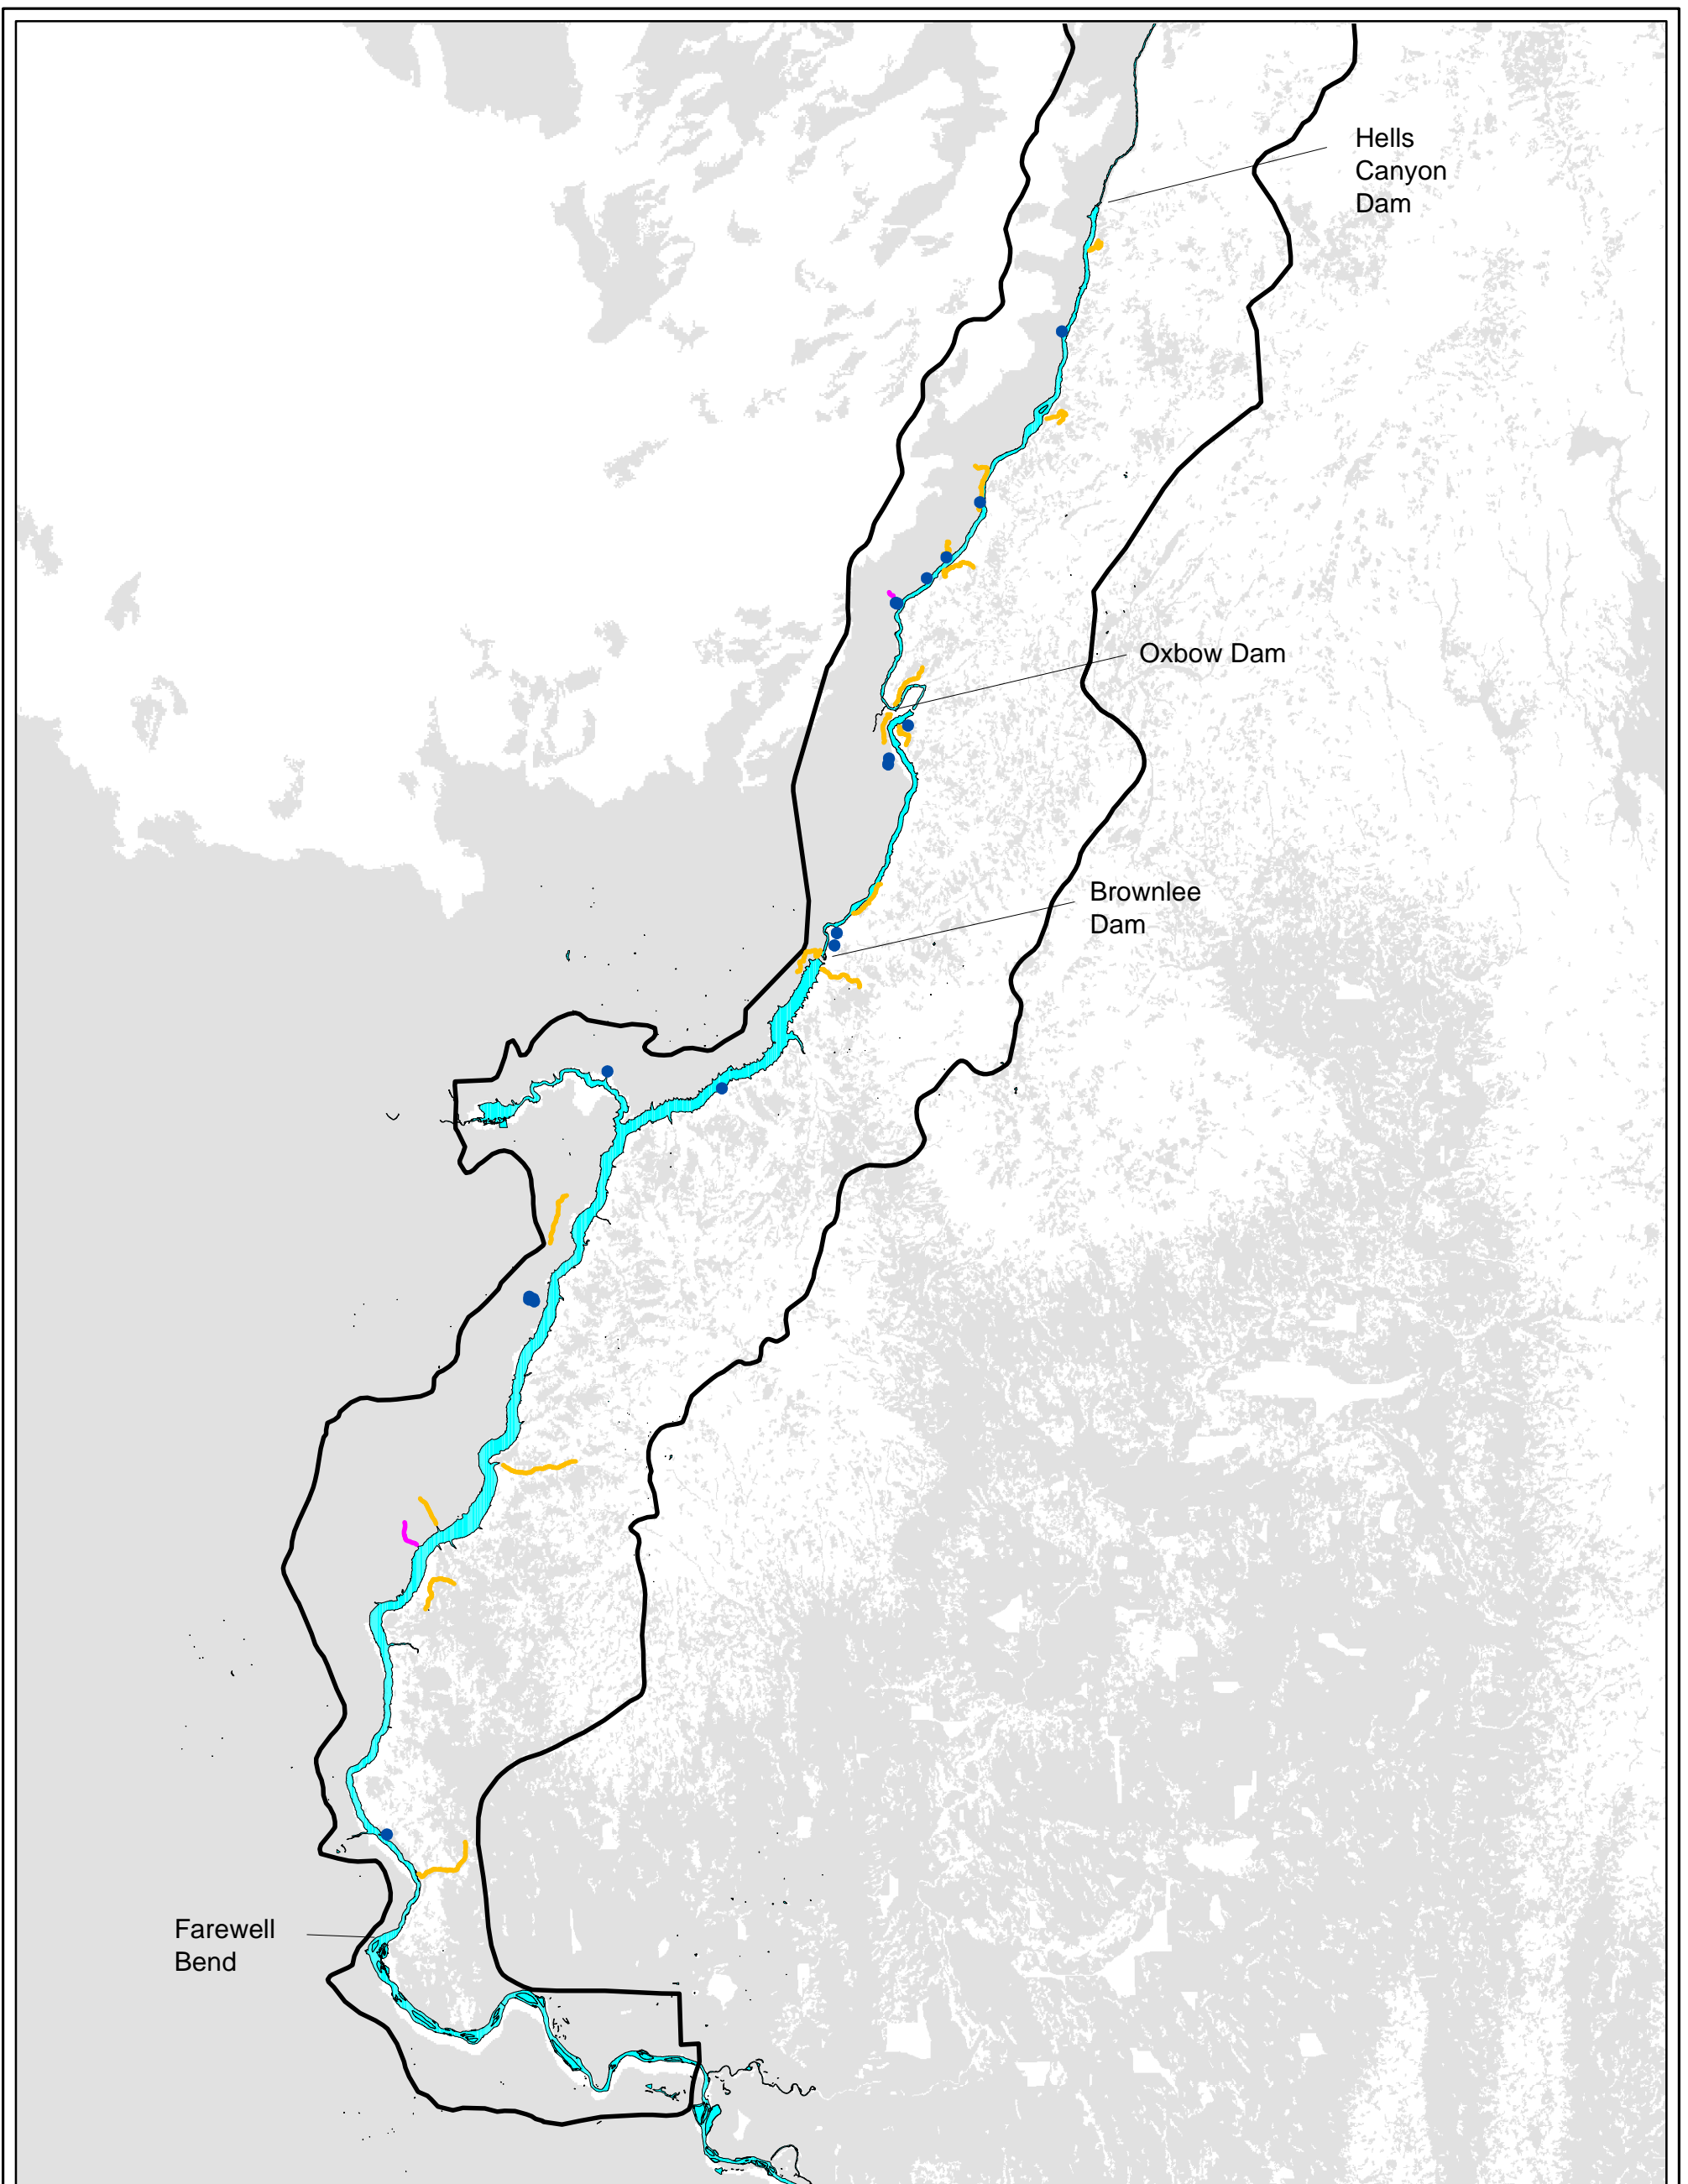 Hells
Canyon
Dam
Oxbow Dam
Brownlee
Dam
Farewell
Bend